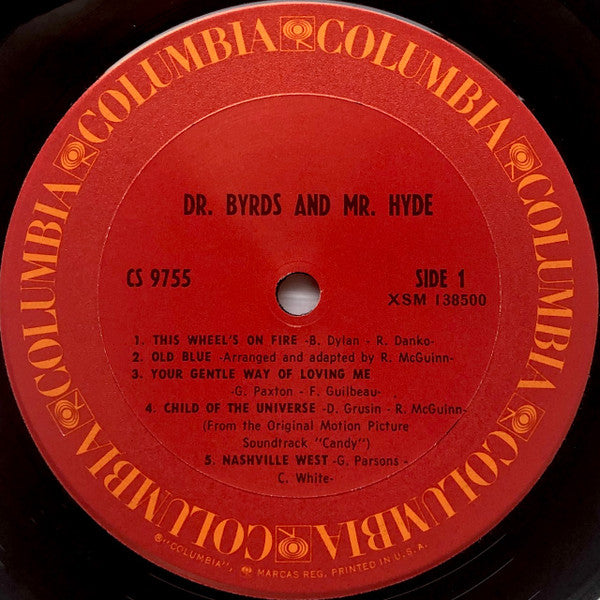 COLUMBIA COLUMBIA COLUMBIA COLUMBIA COLUMBIA COLUMBIA
DR. BYRDS AND MR. HYDE
CS 9755
SIDE 1
XSM 138500
1. THIS WHEEL'S ON FIRE -B. Dylan - R. Danko-
2. OLD BLUE -Arranged and adapted by R. McGuinn-
3. YOUR GENTLE WAY OF LOVING ME
-G. Paxton - F. Guilbeau-
4. CHILD OF THE UNIVERSE -D. Grusin - R. McGuinn-
(From the Original Motion Picture
Soundtrack "Candy")
5. NASHVILLE WEST -G. Parsons -
C. White-
® "COLUMBIA", MARCAS REG. PRINTED IN U.S.A.